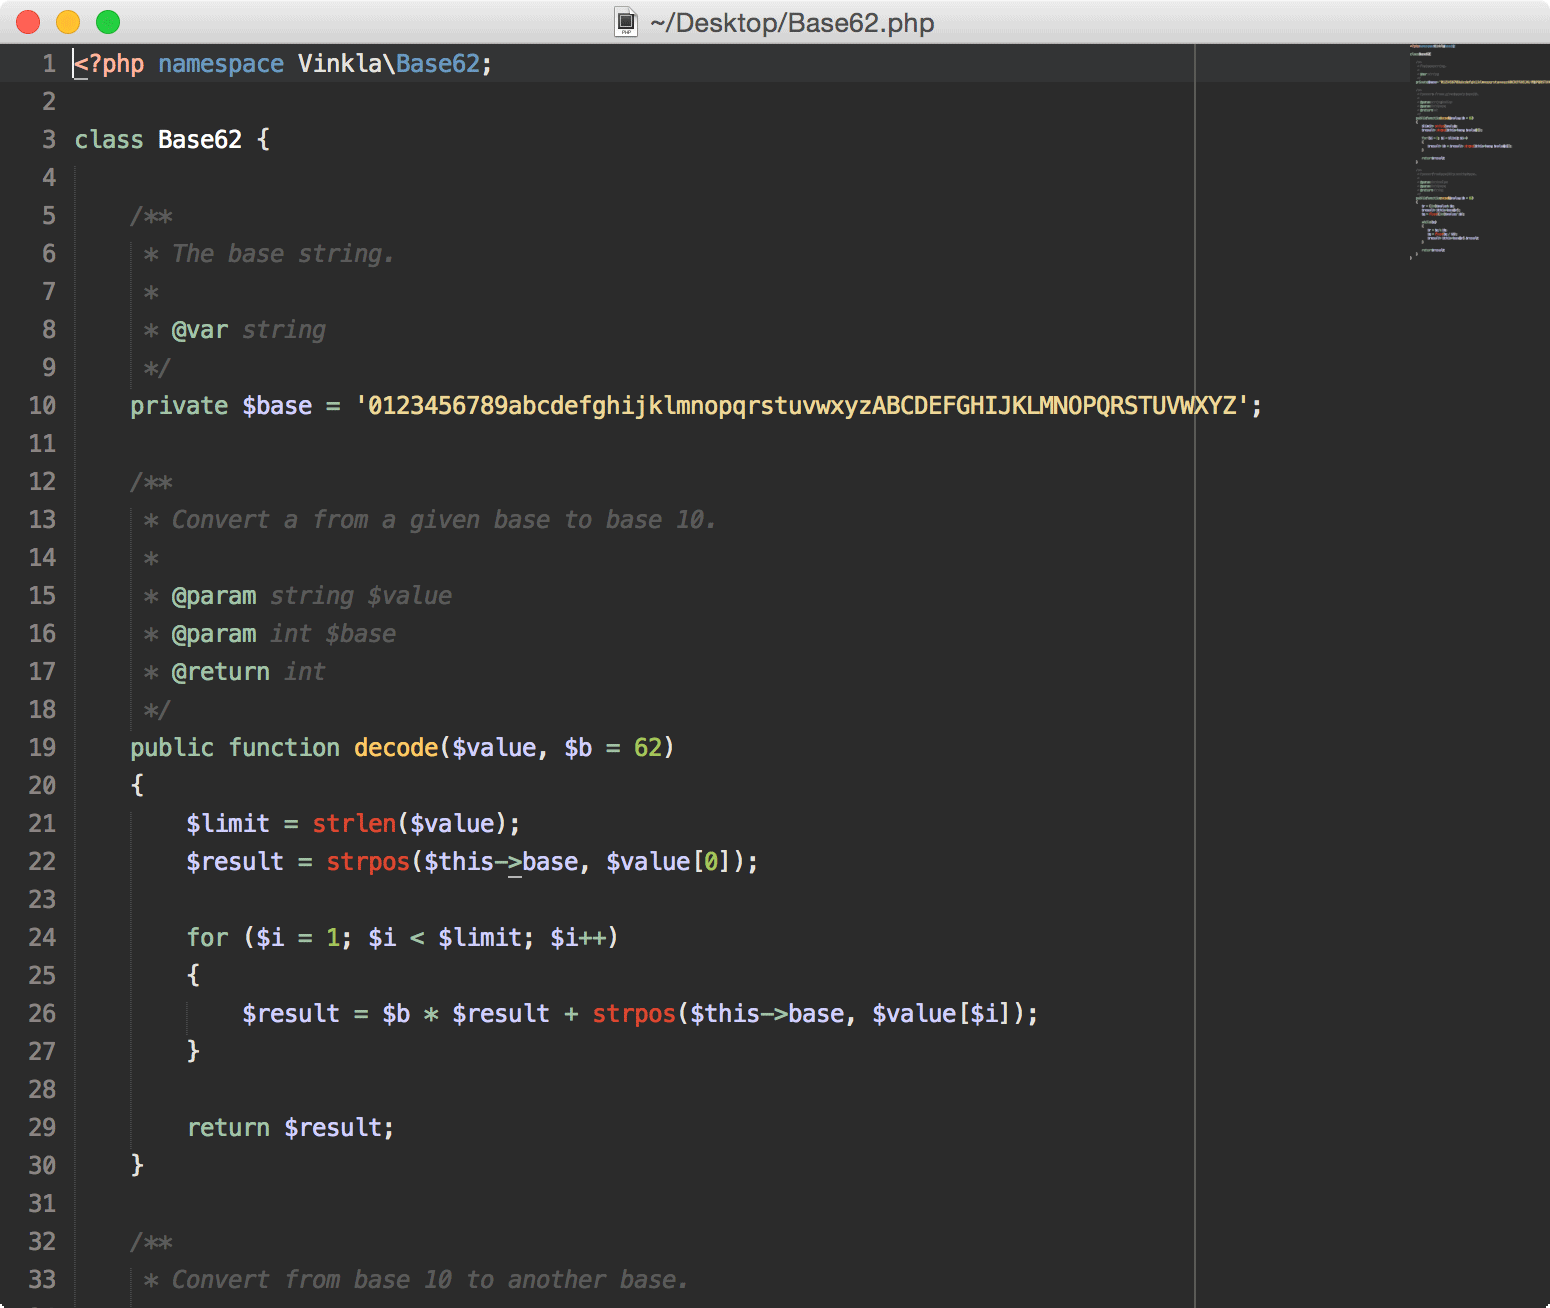 ~/Desktop/Base62.php
1 <?php namespace Vinkla\Base62;
2
3 class Base62 {
4
5     /**
6      * The base string.
7      *
8      * @var string
9      */
10     private $base = '0123456789abcdefghijklmnopqrstuvwxyzABCDEFGHIJKLMNOPQRSTUVWXYZ';
11
12     /**
13      * Convert a from a given base to base 10.
14      *
15      * @param string $value
16      * @param int $base
17      * @return int
18      */
19     public function decode($value, $b = 62)
20     {
21         $limit = strlen($value);
22         $result = strpos($this->base, $value[0]);
23
24         for ($i = 1; $i < $limit; $i++)
25         {
26             $result = $b * $result + strpos($this->base, $value[$i]);
27         }
28
29         return $result;
30     }
31
32     /**
33      * Convert from base 10 to another base.